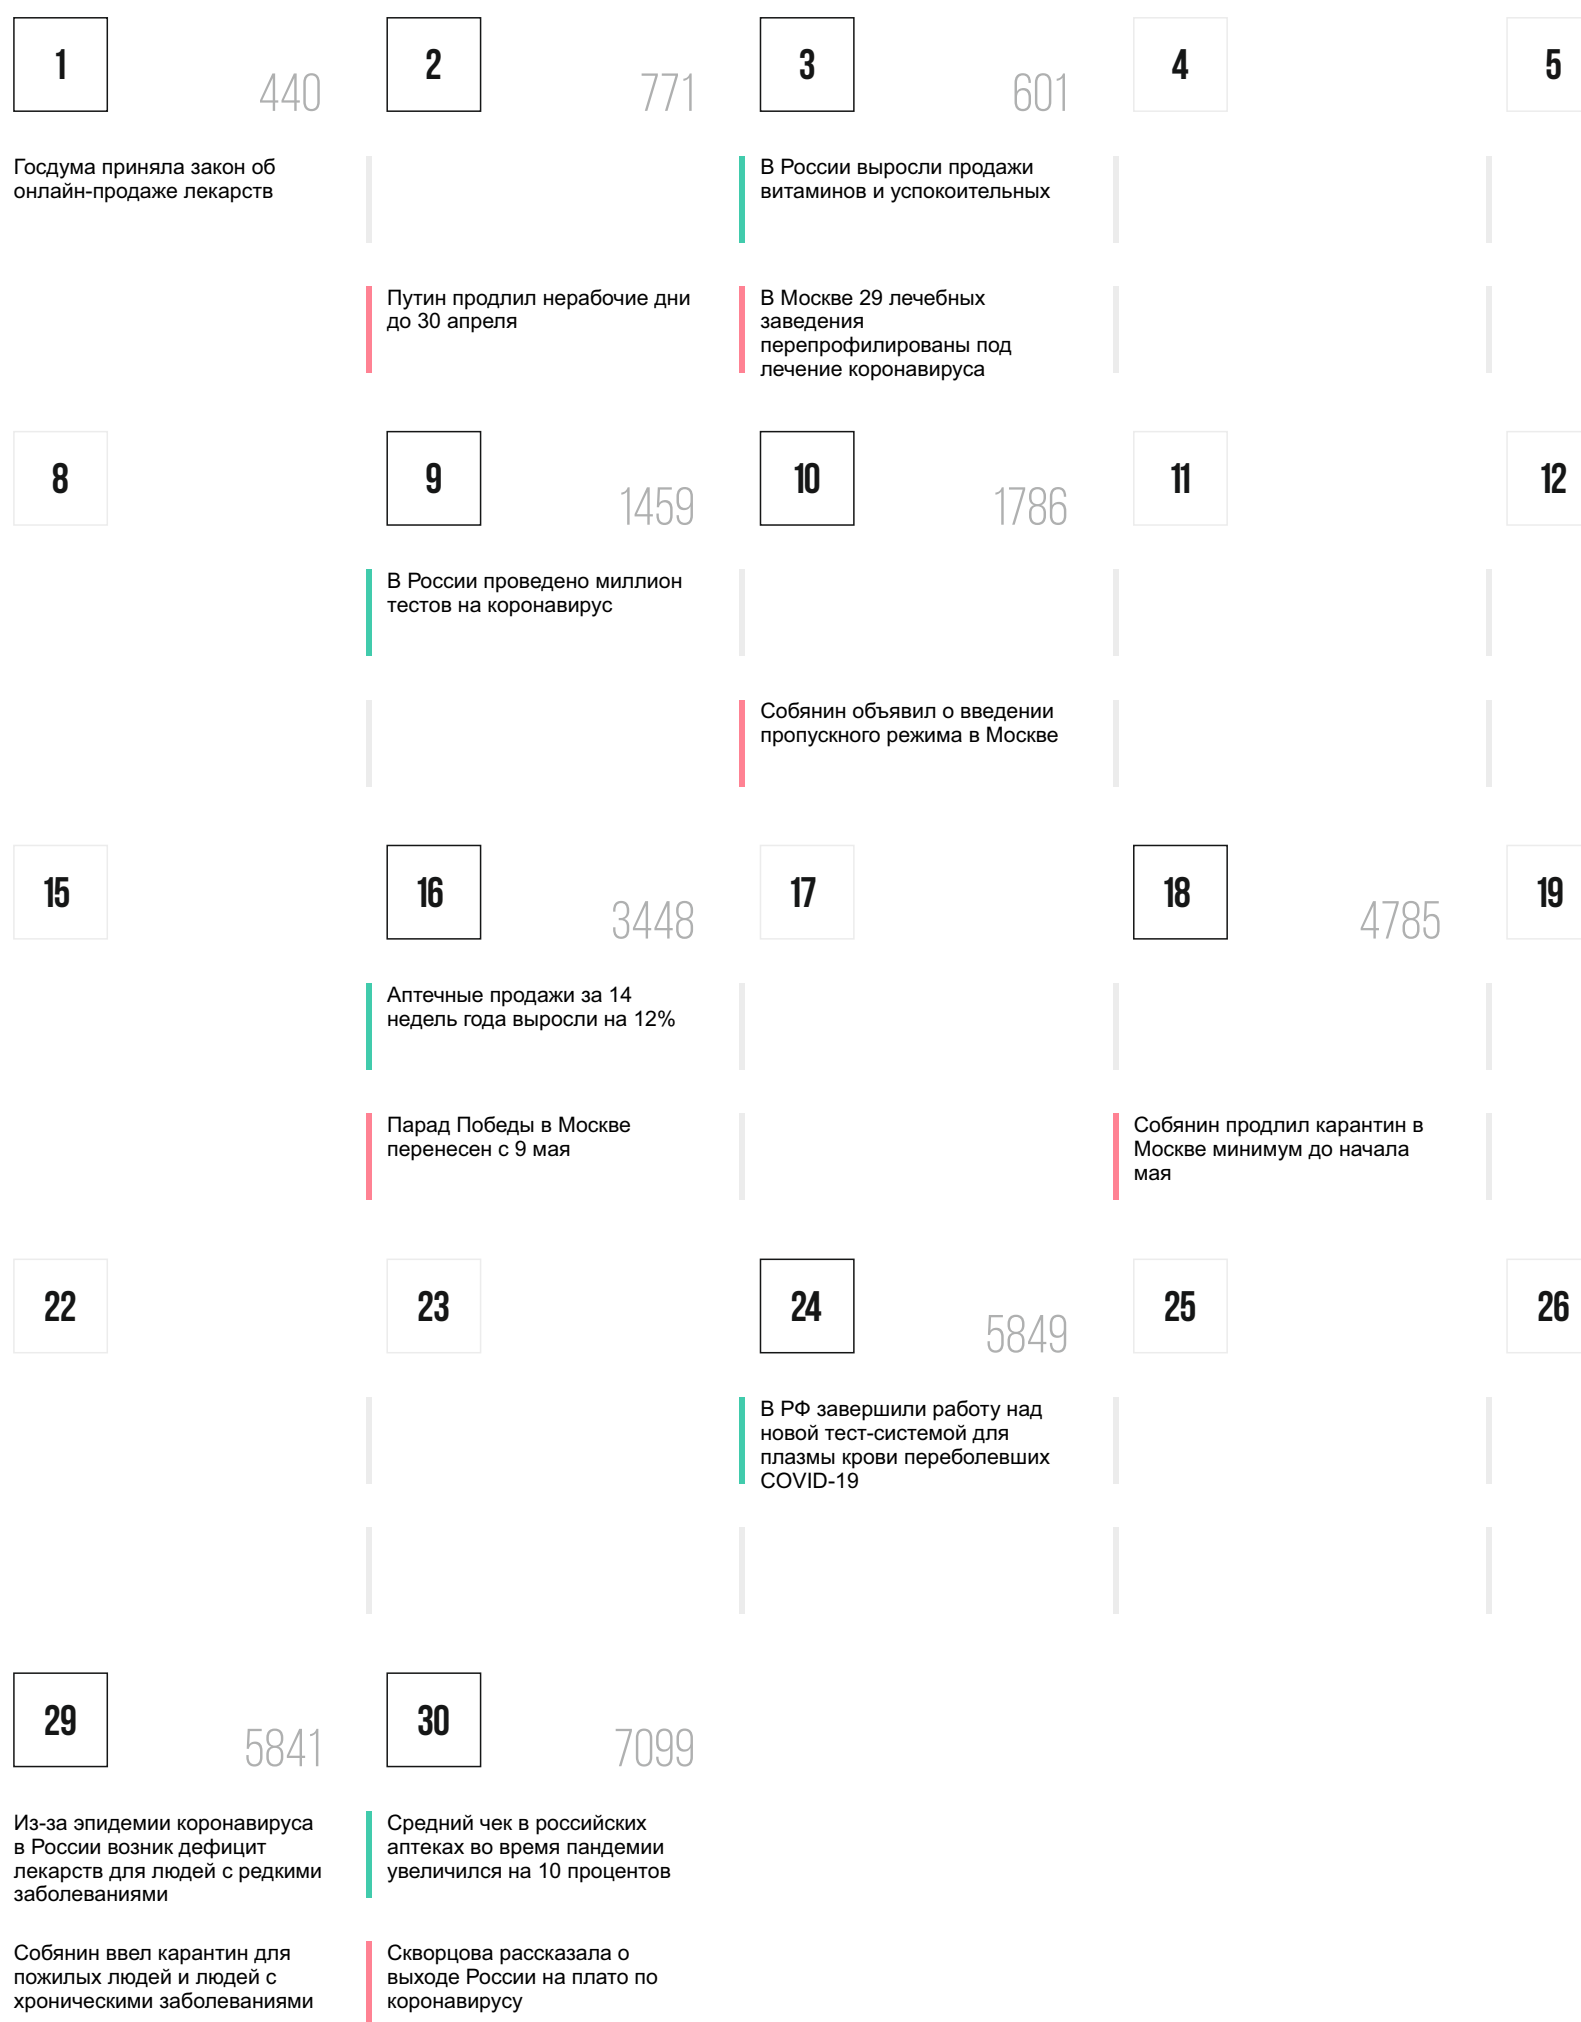 1
440
2
771
3
601
4
5
Госдума приняла закон об
онлайн-продаже лекарств
В России выросли продажи
витаминов и успокоительных
Путин продлил нерабочие дни
до 30 апреля
В Москве 29 лечебных
заведения
перепрофилированы под
лечение коронавируса
8
9
1459
10
1786
11
12
В России проведено миллион
тестов на коронавирус
Собянин объявил о введении
пропускного режима в Москве
15
16
3448
17
18
4785
19
Аптечные продажи за 14
недель года выросли на 12%
Парад Победы в Москве
перенесен с 9 мая
Собянин продлил карантин в
Москве минимум до начала
мая
22
23
24
5849
25
26
В РФ завершили работу над
новой тест-системой для
плазмы крови переболевших
COVID-19
29
5841
30
7099
Из-за эпидемии коронавируса
в России возник дефицит
лекарств для людей с редкими
заболеваниями
Средний чек в российских
аптеках во время пандемии
увеличился на 10 процентов
Собянин ввел карантин для
пожилых людей и людей с
хроническими заболеваниями
Скворцова рассказала о
выходе России на плато по
коронавирусу